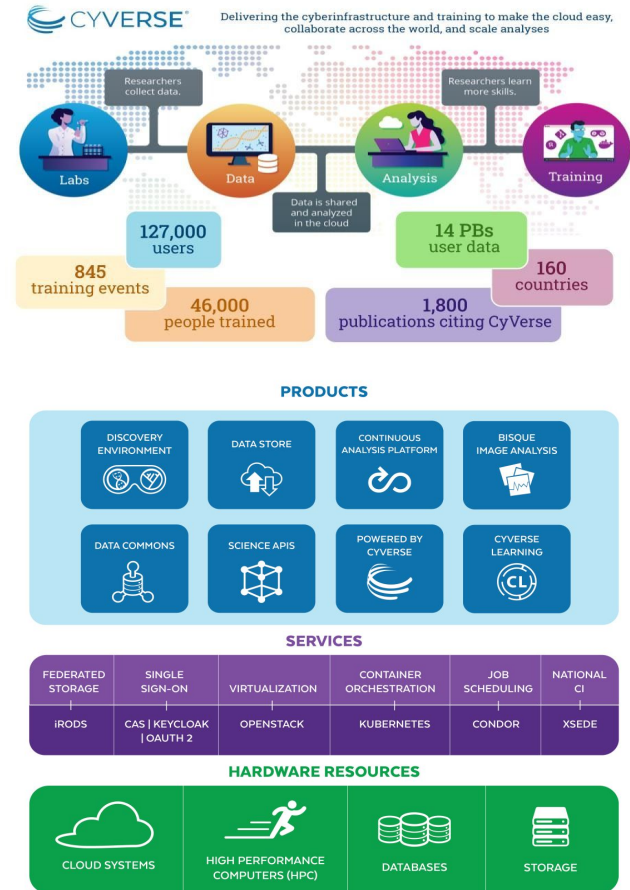 CYVERSE®
Delivering the cyberinfrastructure and training to make the cloud easy,
collaborate across the world, and scale analyses
Researchers
collect data.
Researchers learn
more skills.
Labs
Data
Analysis
Training
R
Data is shared
and analyzed
in the cloud
127,000
users
14 PBs
user data
845
training events
160
countries
46,000
people trained
1,800
publications citing CyVerse
PRODUCTS
DISCOVERY
ENVIRONMENT
DATA STORE
CONTINUOUS
ANALYSIS PLATFORM
BISQUE
IMAGE ANALYSIS
DATA COMMONS
SCIENCE APIS
POWERED BY
CYVERSE
CYVERSE
LEARNING
CL
SERVICES
FEDERATED
STORAGE
SINGLE
SIGN-ON
VIRTUALIZATION
CONTAINER
ORCHESTRATION
JOB
SCHEDULING
NATIONAL
CI
iRODS
CAS | KEYCLOAK
| OAUTH 2
OPENSTACK
KUBERNETES
CONDOR
XSEDE
HARDWARE RESOURCES
CLOUD SYSTEMS
HIGH PERFORMANCE
COMPUTERS (HPC)
DATABASES
STORAGE